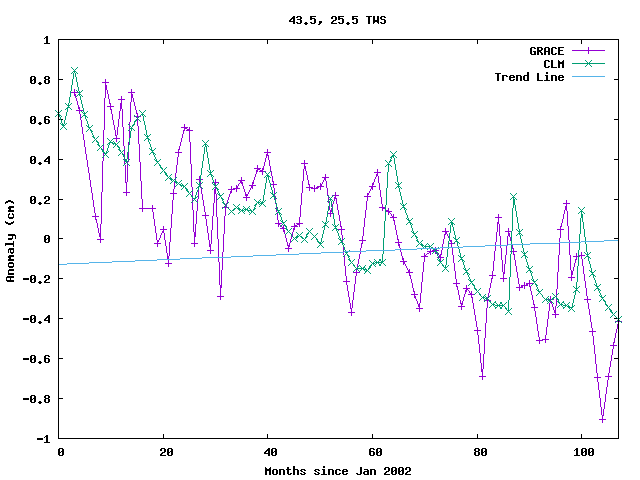 43.5, 25.5 TWS
GRACE
CLM
Trend Line
1
0.8
0.6
0.4
0.2
0
-0.2
-0.4
-0.6
-0.8
-1
Anomaly (cm)
0 20 40 60 80 100
Months since Jan 2002